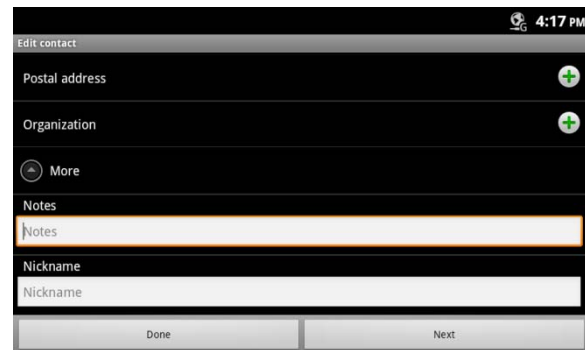 G 4:17 PM
Edit contact
Postal address
Organization
More
Notes
Notes
Nickname
Nickname
Done Next